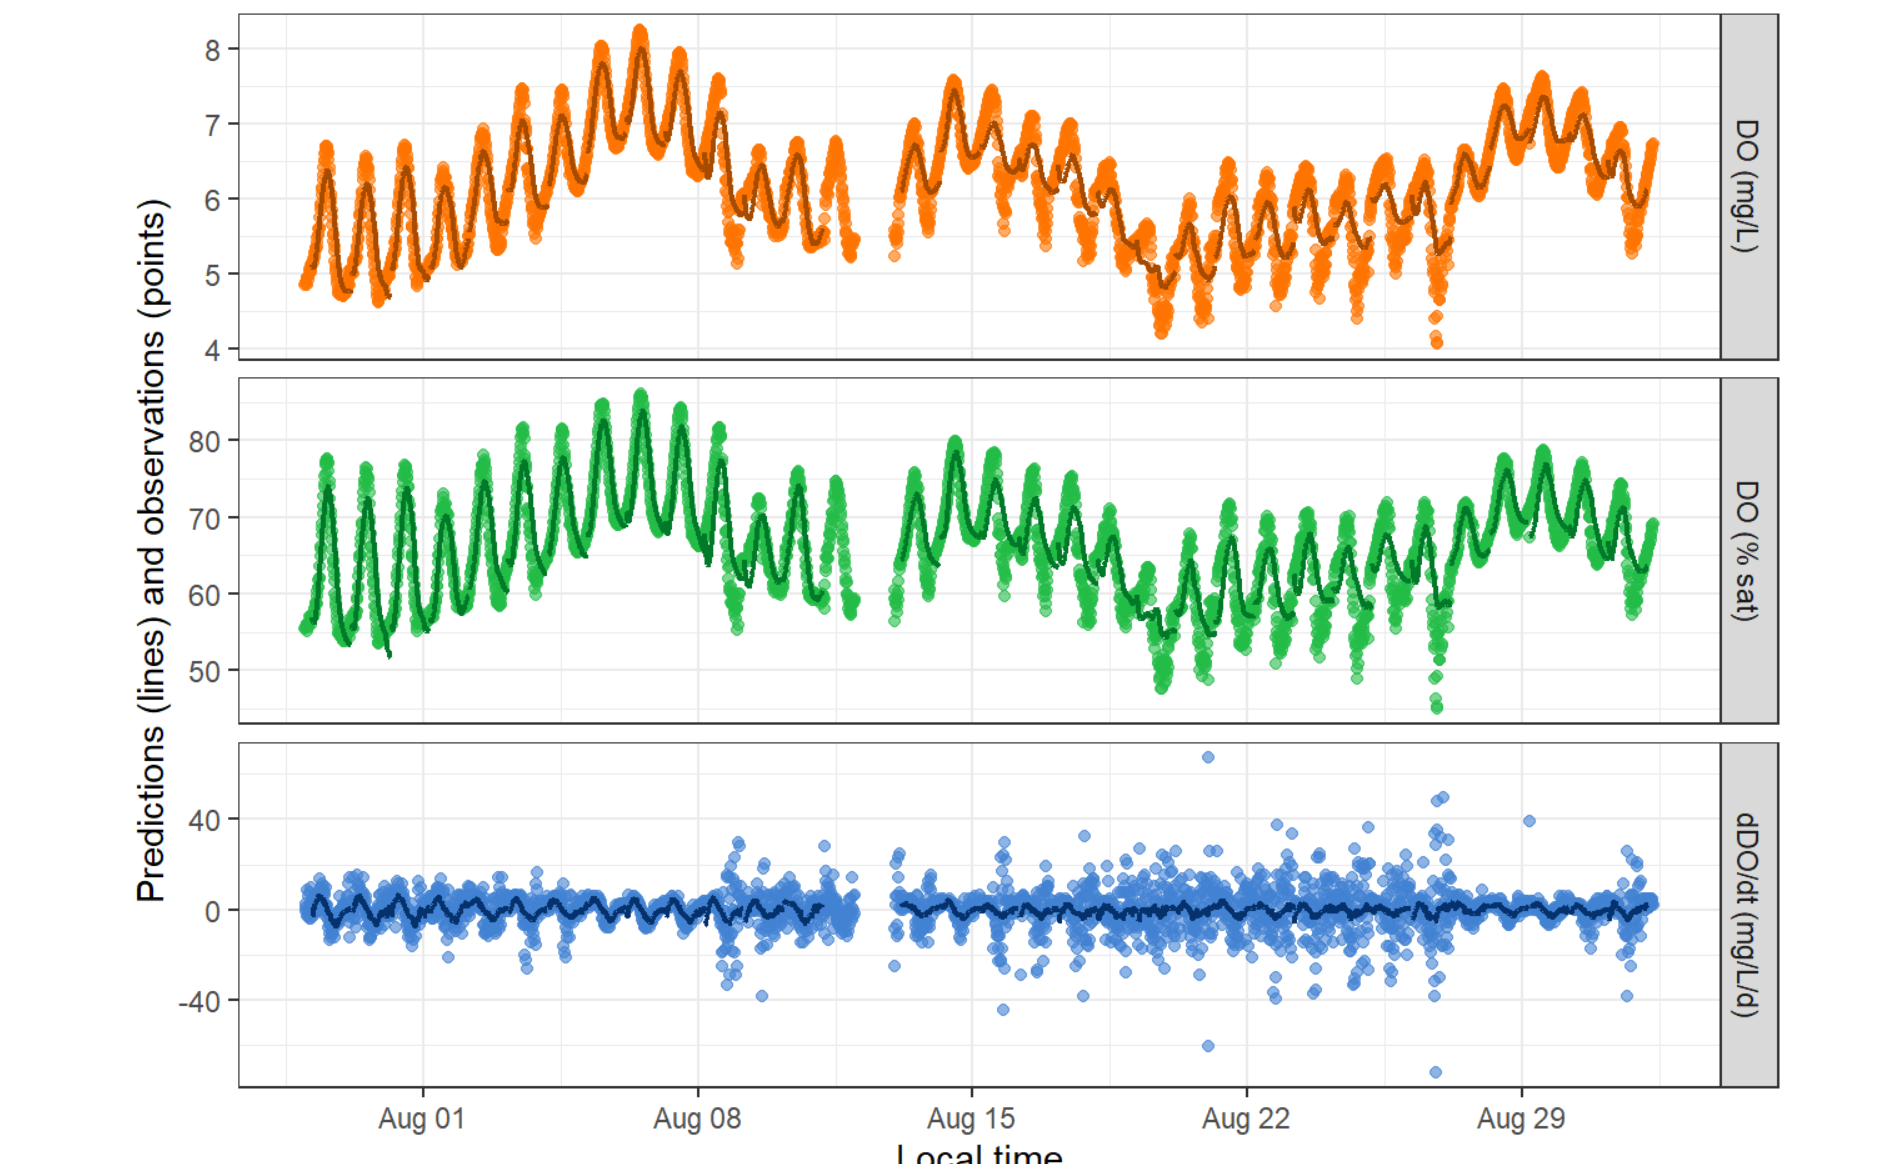 Predictions (lines) and observations (points)
8
7
6
5
4
DO (mg/L)
80
70
60
50
DO (% sat)
40
0
-40
dDO/dt (mg/L/d)
Aug 01
Aug 08
Aug 15
Aug 22
Aug 29
Local time